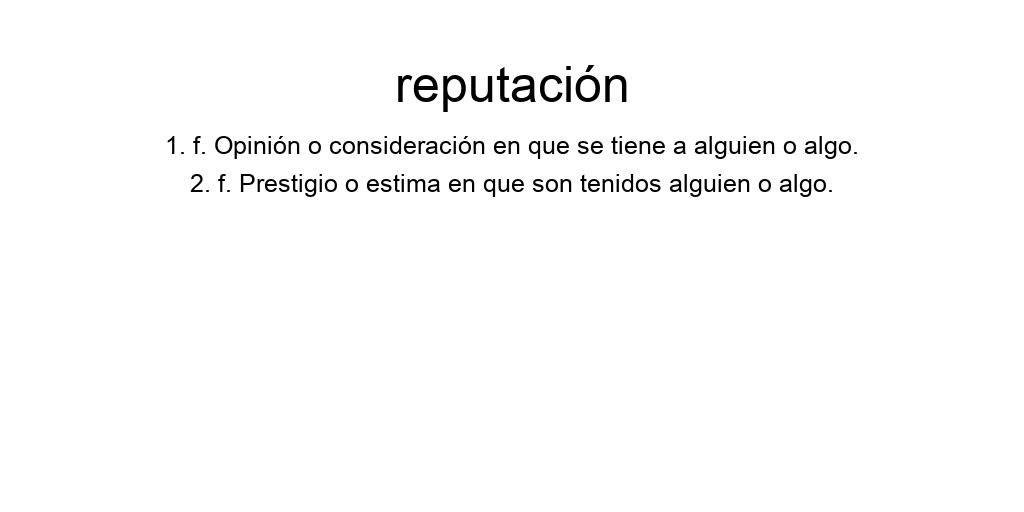 reputación
1. f. Opinión o consideración en que se tiene a alguien o algo.
2. f. Prestigio o estima en que son tenidos alguien o algo.